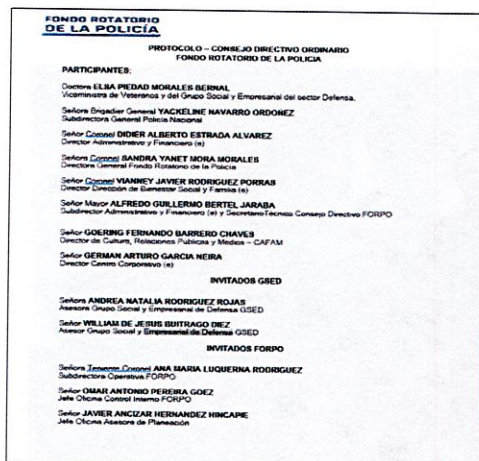 FONDO ROTATORIO
DE LA POLICÍA
PROTOCOLO – CONSEJO DIRECTIVO ORDINARIO
FONDO ROTATORIO DE LA POLICIA
PARTICIPANTES:
Doctora ELSA PIEDAD MORALES BERNAL
Viceministra de Veteranos y del Grupo Social y Empresarial del sector Defensa.
Señora Brigadier General YACKELINE NAVARRO ORDOÑEZ
Subdirectora General Policía Nacional
Señor Coronel DIDIER ALBERTO ESTRADA ALVAREZ
Director Administrativo y Financiero (e)
Señora Coronel SANDRA YANET MORA MORALES
Directora General Fondo Rotatorio de la Policía
Señor Coronel VIANNEY JAVIER RODRIGUEZ PORRAS
Director Dirección de Bienestar Social y Familia (e)
Señor Mayor ALFREDO GUILLERMO BERTEL JARABA
Subdirector Administrativo y Financiero (e) y Secretario Técnico Consejo Directivo FORPO
Señor GOERING FERNANDO BARRERO CHAVES
Director de Cultura, Relaciones Públicas y Medios – CAFAM
Señor GERMAN ARTURO GARCIA NEIRA
Director Centro Corporativo (e)
INVITADOS GSED
Señora ANDREA NATALIA RODRIGUEZ ROJAS
Asesora Grupo Social y Empresarial de Defensa GSED
Señor WILLIAM DE JESUS BUITRAGO DIEZ
Asesor Grupo Social y Empresarial de Defensa GSED
INVITADOS FORPO
Señora Teniente Coronel ANA MARIA LUQUERNA RODRIGUEZ
Subdirectora Operativa FORPO
Señor OMAR ANTONIO PEREIRA GOEZ
Jefe Oficina Control Interno FORPO
Señor JAVIER ANCIZAR HERNANDEZ HINCAPIE
Jefe Oficina Asesora de Planeación